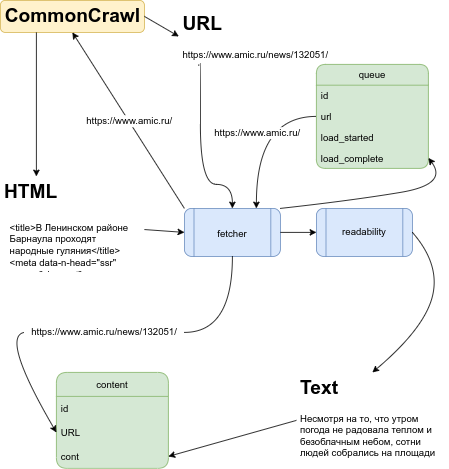 CommonCrawl
URL
https://www.amic.ru/news/132051/
queue
id
url
load_started
load_complete
https://www.amic.ru/
https://www.amic.ru/
HTML
<title>В Ленинском районе
Барнаула проходят
народные гуляния</title>
<meta data-n-head="ssr"
fetcher
readability
https://www.amic.ru/news/132051/
content
id
URL
cont
Text
Несмотря на то, что утром
погода не радовала теплом и
безоблачным небом, сотни
людей собрались на площади